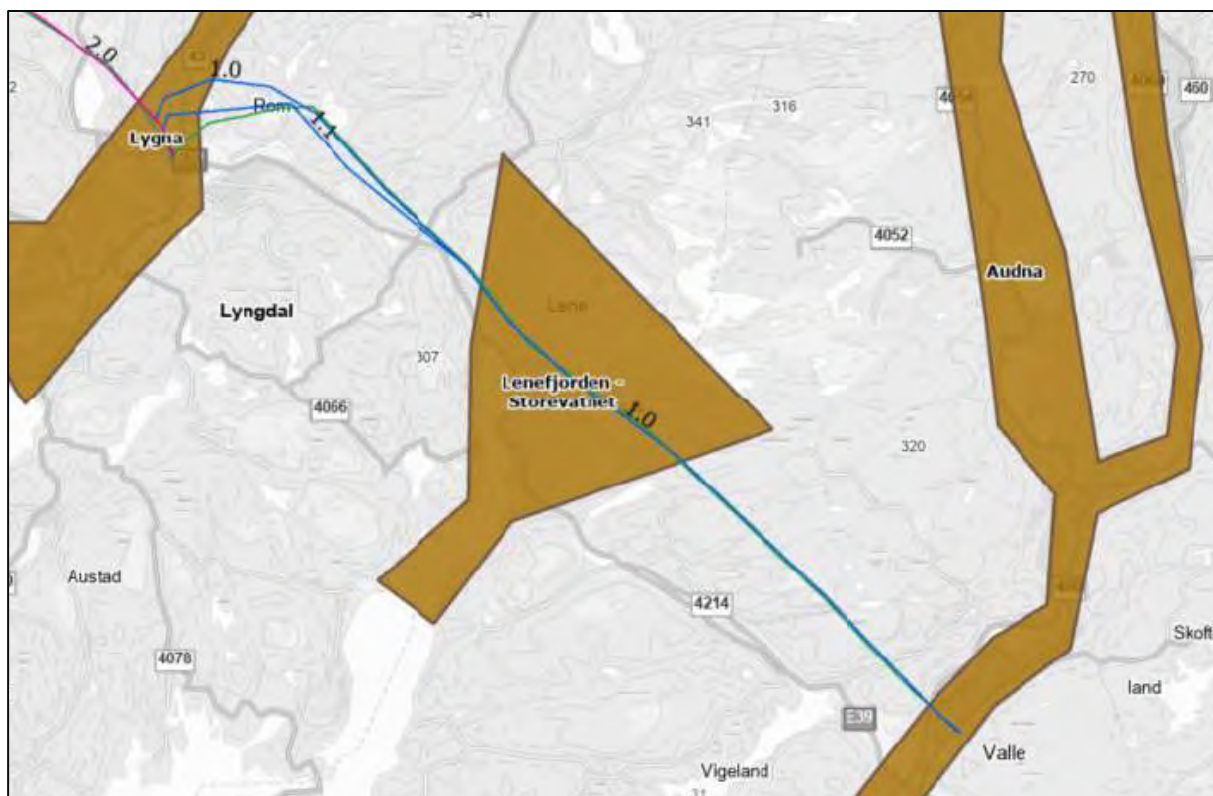 341
2.0
1.0
270
460
Rom
316
1.1
341
Lygna
4052
Audna
Lene
Lyngdal
307
Lenefjorden -
Storevatnet
4066
1.0
320
Austad
4214
Skoft
4078
land
E39
Valle
Vigeland